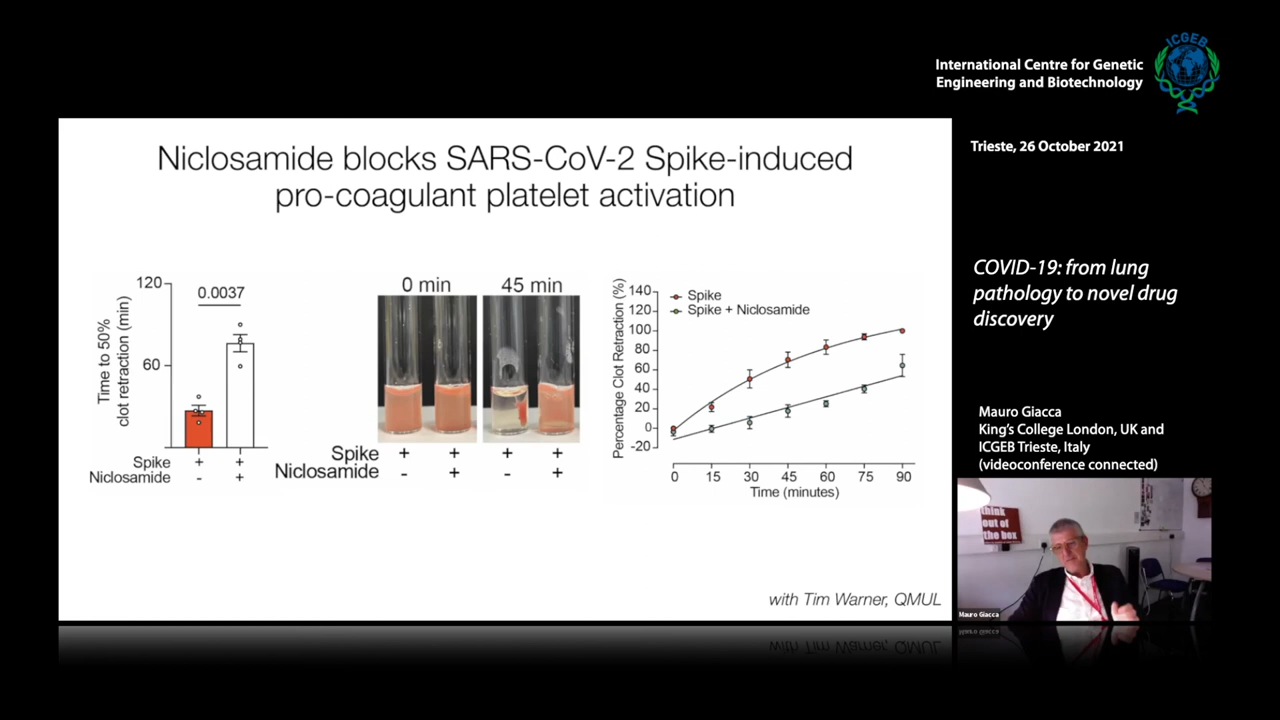 ICGEB
International Centre for Genetic
Engineering and Biotechnology
Trieste, 26 October 2021
Niclosamide blocks SARS-CoV-2 Spike-induced
pro-coagulant platelet activation
Time to 50%
clot retraction (min)
120
60
0.0037
Spike + +
Niclosamide - +
0 min 45 min
Spike + + + +
Niclosamide - + - +
Percentage Clot Retraction (%)
140
120
100
80
60
40
20
0
-20
Spike
Spike + Niclosamide
0 15 30 45 60 75 90
Time (minutes)
with Tim Warner, QMUL
COVID-19: from lung
pathology to novel drug
discovery
Mauro Giacca
King's College London, UK and
ICGEB Trieste, Italy
(videoconference connected)
think
out of
the box
Mauro Giacca